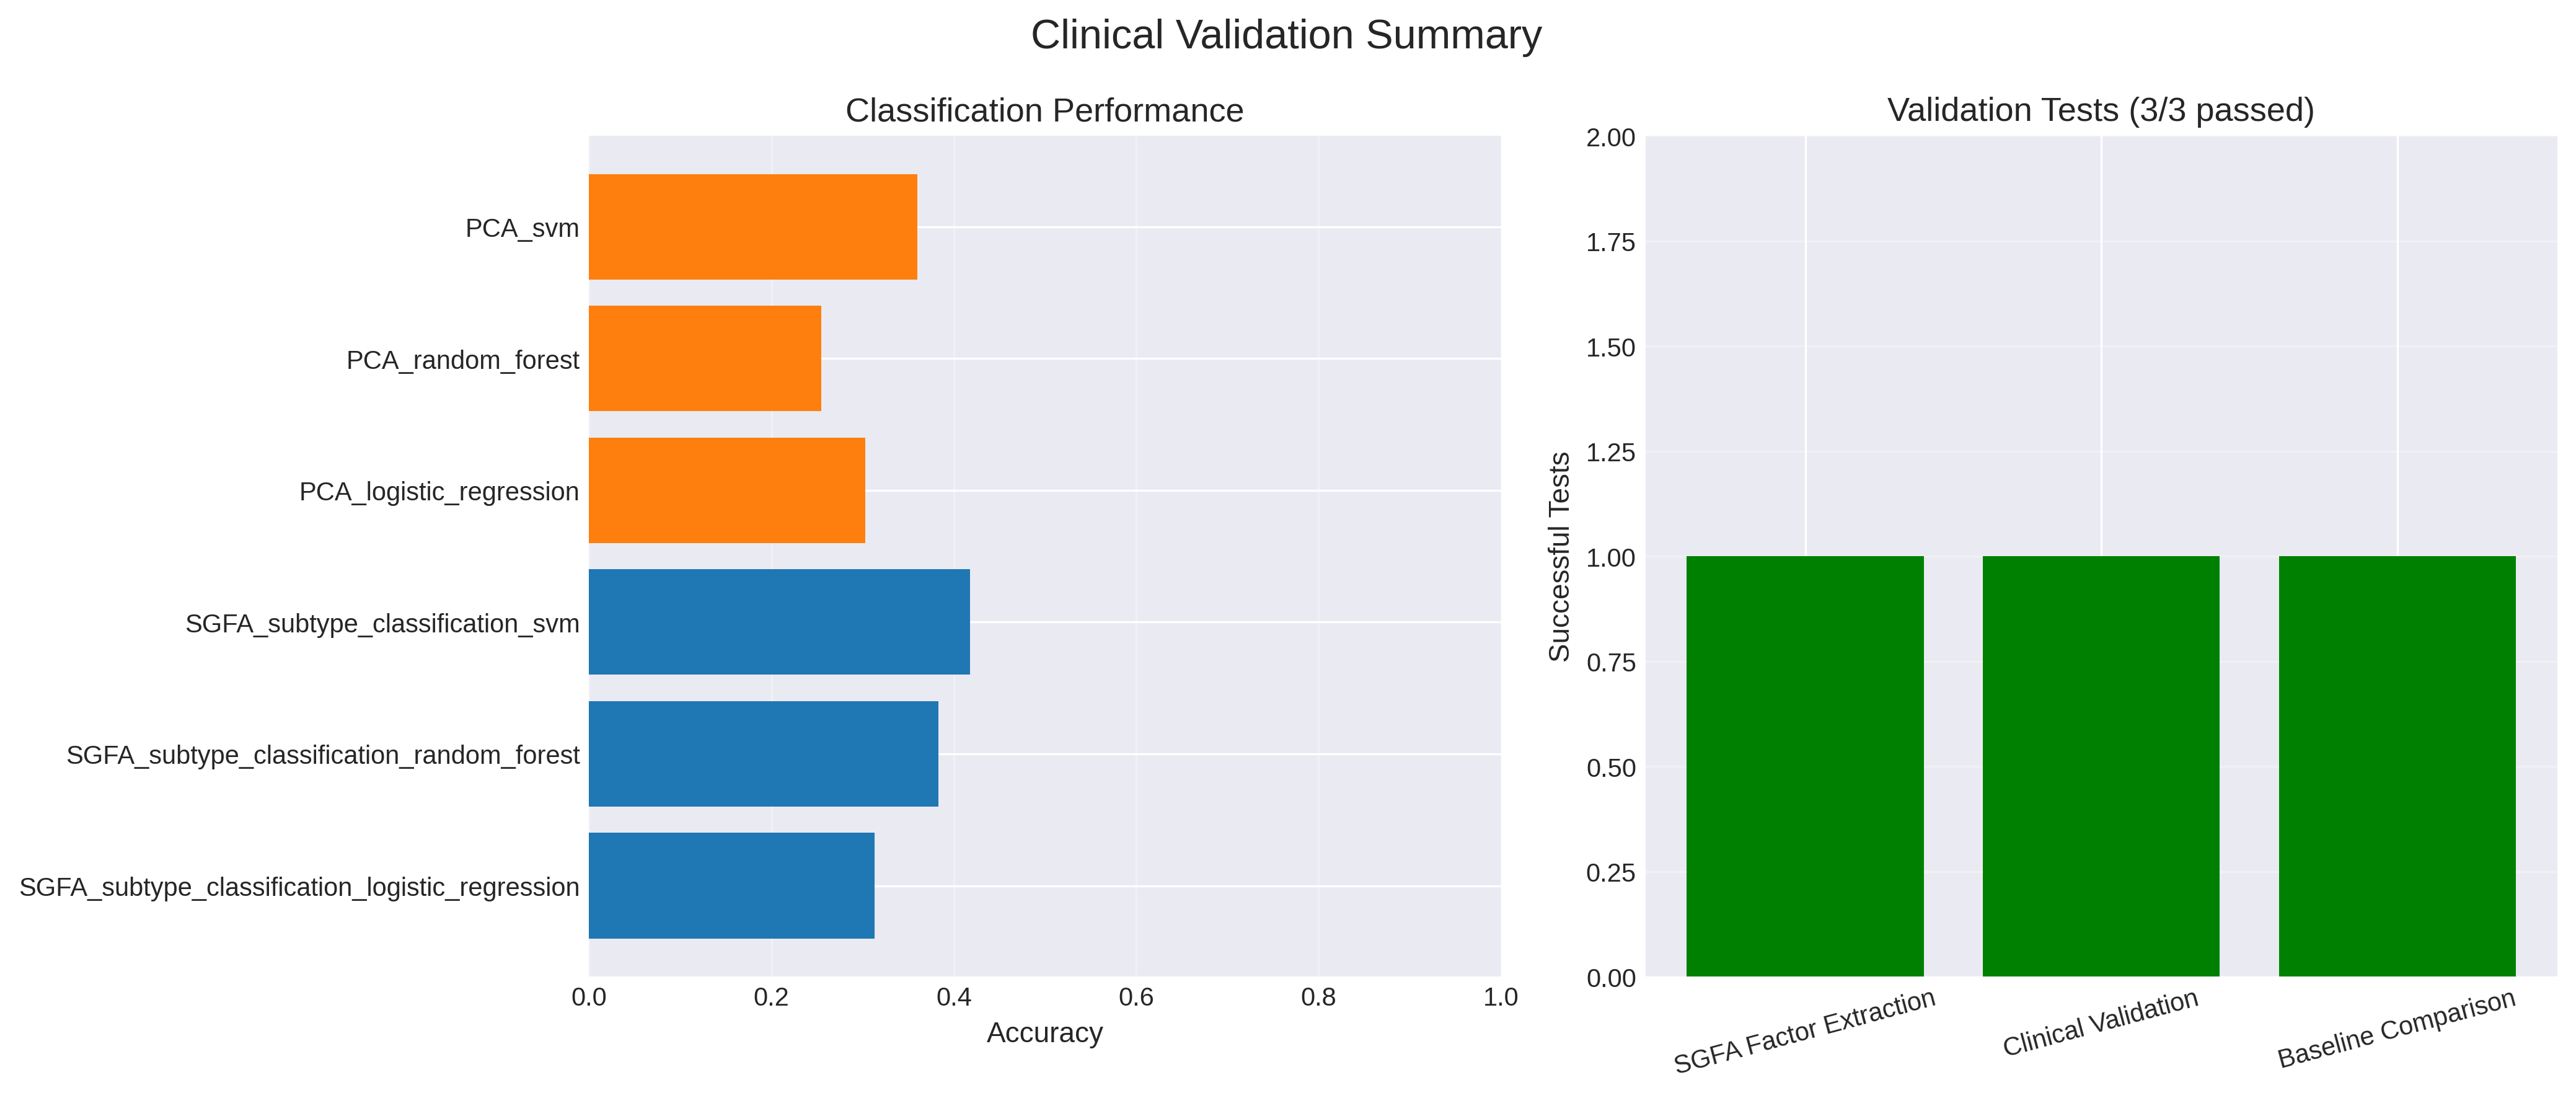 Clinical Validation Summary
Classification Performance
PCA_svm
PCA_random_forest
PCA_logistic_regression
SGFA_subtype_classification_svm
SGFA_subtype_classification_random_forest
SGFA_subtype_classification_logistic_regression
0.0 0.2 0.4 0.6 0.8 1.0
Accuracy
Validation Tests (3/3 passed)
Successful Tests
2.00
1.75
1.50
1.25
1.00
0.75
0.50
0.25
0.00
SGFA Factor Extraction
Clinical Validation
Baseline Comparison